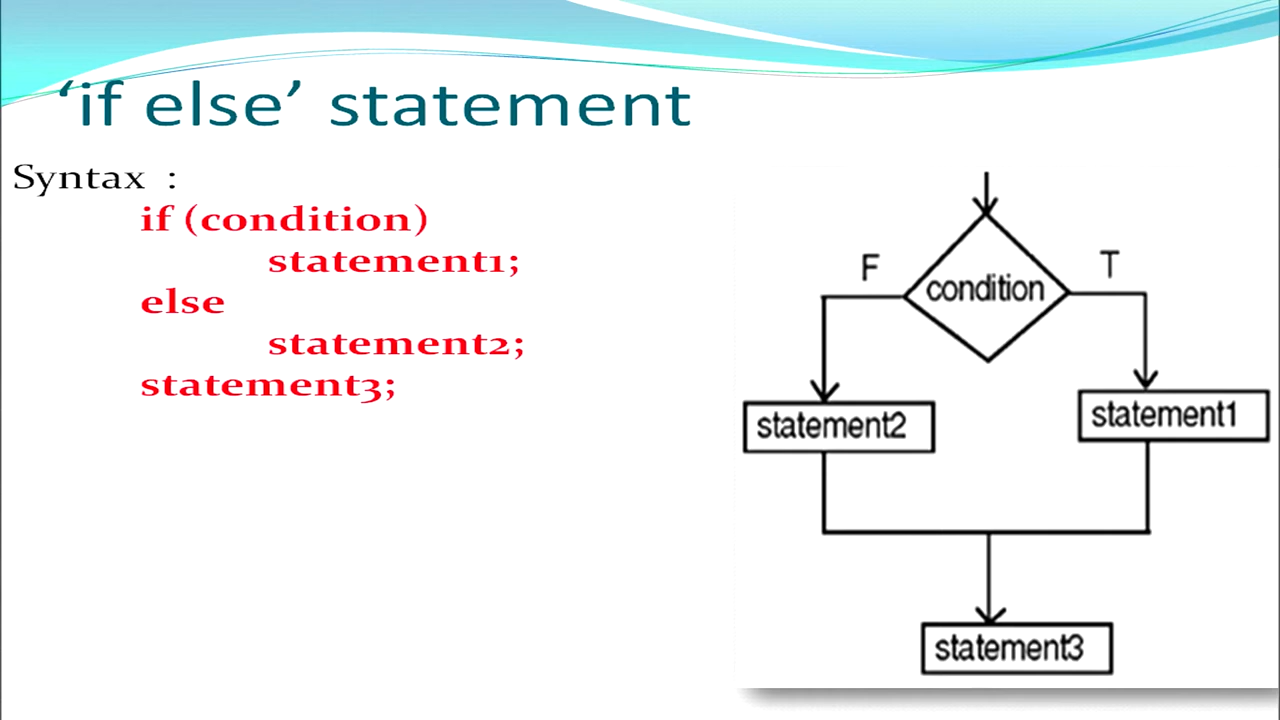 ‘if else’ statement
Syntax :
if (condition)
statement1;
else
statement2;
statement3;
F
T
condition
statement2
statement1
statement3